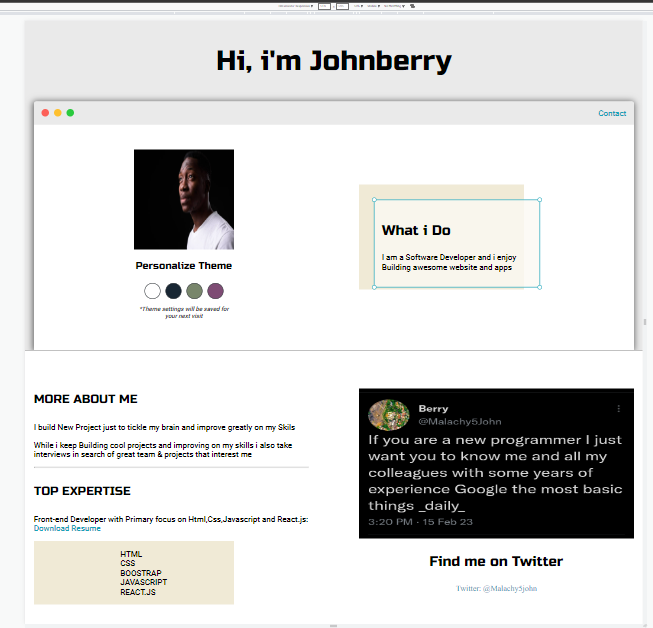 Hi, i'm Johnberry
Contact
Personalize Theme
*Theme settings will be saved for
your next visit
What i Do
I am a Software Developer and i enjoy
Building awesome website and apps
MORE ABOUT ME
I build New Project just to tickle my brain and improve greatly on my Skils
While i keep Building cool projects and improving on my skills i also take
interviews in search of great team & projects that interest me
TOP EXPERTISE
Front-end Developer with Primary focus on Html,Css,Javascript and React.js:
Download Resume
HTML
CSS
BOOSTRAP
JAVASCRIPT
REACT.JS
Berry
@Malachy5John
If you are a new programmer I just
want you to know me and all my
colleagues with some years of
experience Google the most basic
things _daily_
3:20 PM · 15 Feb 23
Find me on Twitter
Twitter: @Malachy5john